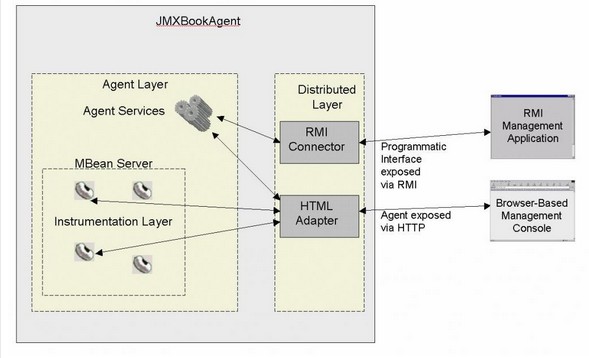 JMXBookAgent
Agent Layer
Agent Services
MBean Server
Instrumentation Layer
Distributed
Layer
RMI
Connector
HTML
Adapter
Programmatic
Interface
exposed
via RMI
Agent exposed
via HTTP
RMI
Management
Application
Browser-Based
Management
Console